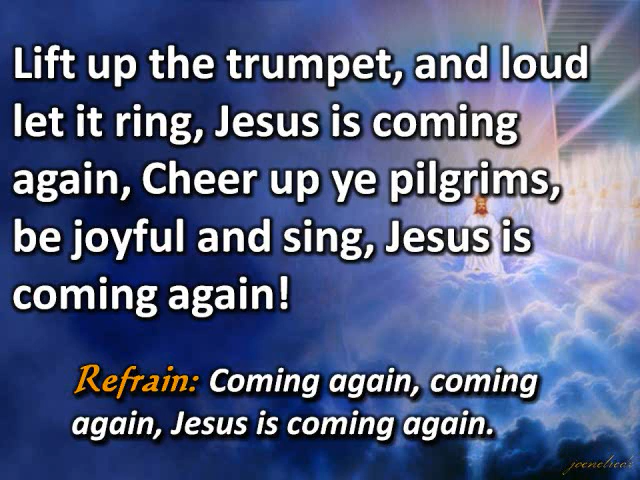 Lift up the trumpet, and loud
let it ring, Jesus is coming
again, Cheer up ye pilgrims,
be joyful and sing, Jesus is
coming again!
Refrain: Coming again, coming
again, Jesus is coming again.